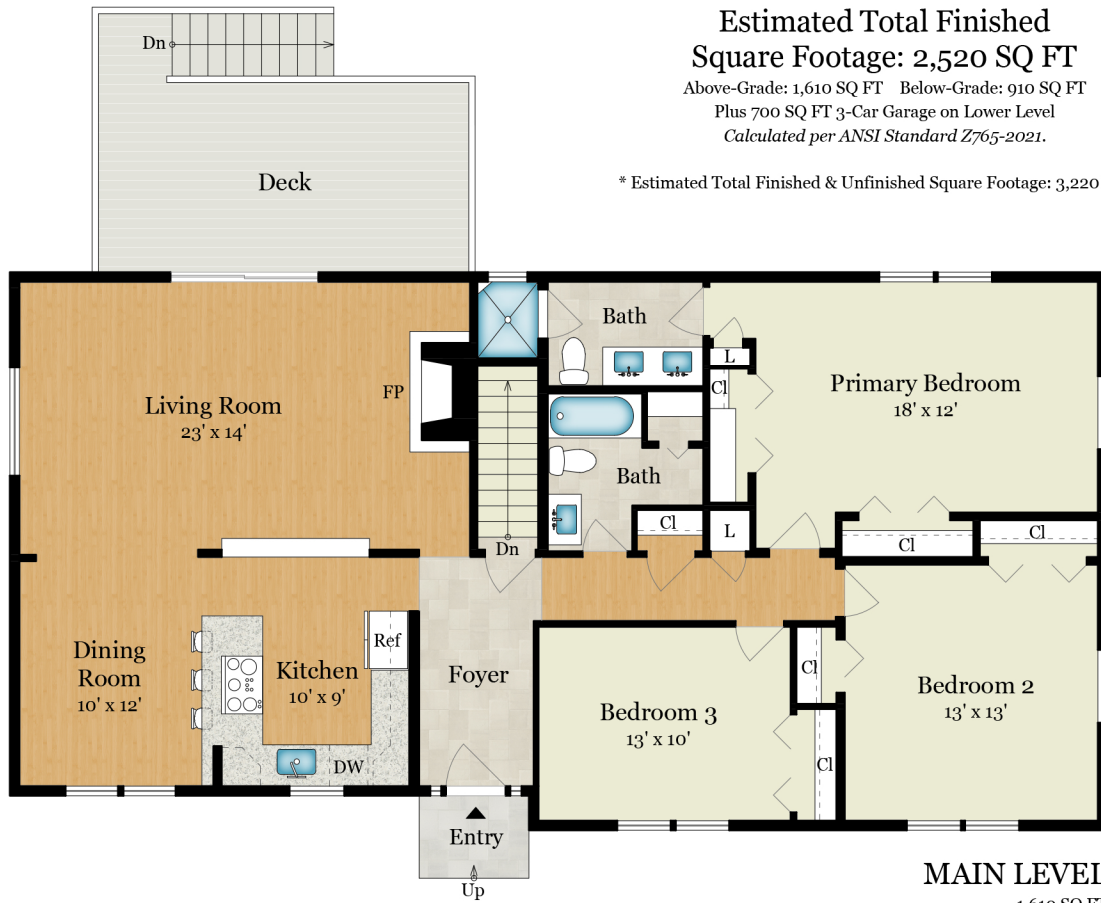 Estimated Total Finished
Square Footage: 2,520 SQ FT
Above-Grade: 1,610 SQ FT Below-Grade: 910 SQ FT
Plus 700 SQ FT 3-Car Garage on Lower Level
Calculated per ANSI Standard Z765-2021.
* Estimated Total Finished & Unfinished Square Footage: 3,220
Dn
Deck
Bath
L
Cl
Primary Bedroom
18' x 12'
FP
Living Room
23' x 14'
Bath
Cl
L
Cl
Cl
Dn
Dining
Room
10' x 12'
Ref
Kitchen
10' x 9'
DW
Foyer
Bedroom 3
13' x 10'
Cl
Cl
Bedroom 2
13' x 13'
Entry
Up
MAIN LEVEL
1,610 SQ FT